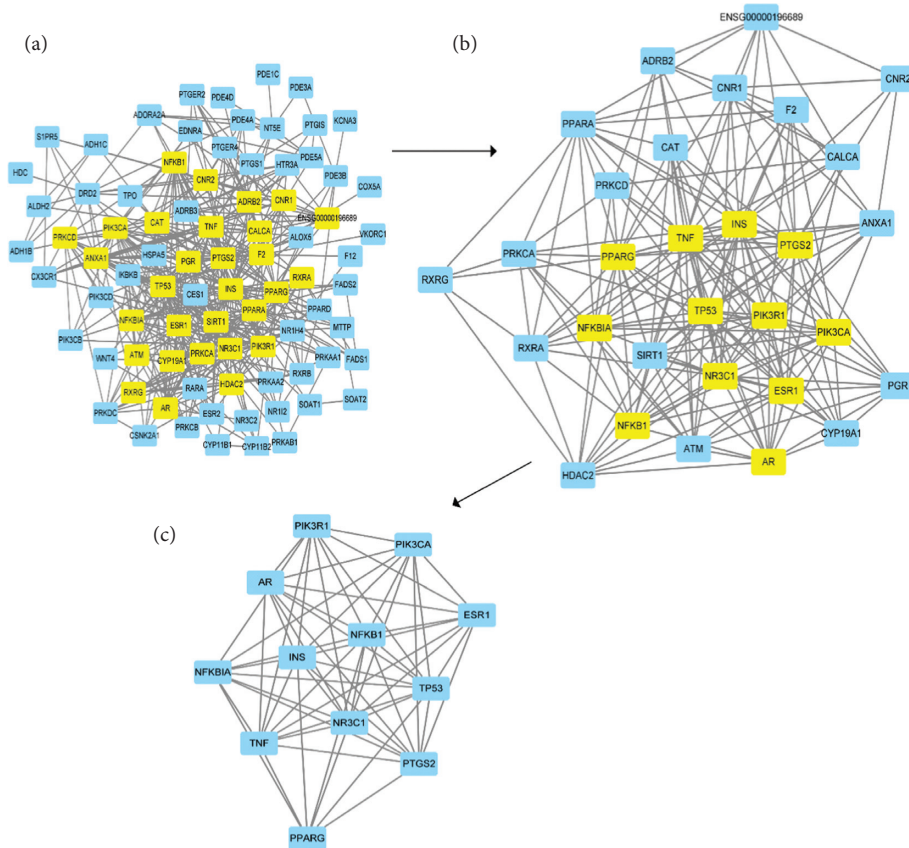 (a)
PDE1C
PDE3A
PTGER2
PDE4D
ADORA2A
PDE4A
PTGIS
KCNA3
EDNRA
NT5E
S1PR5
ADH1C
PTGER4
PTGS1
PDE5A
NFKB1
HTR3A
HDC
CNR2
PDE3B
COX5A
DRD2
TPO
ADRB2
CNR1
ALDH2
ADRB3
ENSG00000196689
PIK3CA
CAT
TNF
CALCA
PRKCD
ALOX5
VKORC1
ADH1B
ANXA1
HSPA5
PTGS2
F2
F12
PGR
CX3CR1
IKBKB
RXRA
TP53
INS
FADS2
PIK3CD
CES1
PPARG
PPARA
PPARD
NFKBIA
ESR1
SIRT1
MTTP
PIK3CB
NR1H4
WNT4
ATM
CYP19A1
PRKCA
NR3C1
PIK3R1
PRKAA1
FADS1
RXRG
RARA
HDAC2
PRKAA2
RXRB
SOAT1
SOAT2
PRKDC
AR
ESR2
NR3C2
NR1I2
CSNK2A1
PRKCB
CYP11B1
CYP11B2
PRKAB1
(b)
ENSG00000196689
ADRB2
CNR2
CNR1
F2
PPARA
CAT
CALCA
PRKCD
ANXA1
INS
TNF
PTGS2
PRKCA
PPARG
RXRG
TP53
PIK3R1
NFKBIA
PIK3CA
RXRA
SIRT1
NR3C1
ESR1
PGR
NFKB1
CYP19A1
ATM
AR
HDAC2
(c)
PIK3R1
PIK3CA
AR
ESR1
NFKB1
INS
NFKBIA
TP53
NR3C1
TNF
PTGS2
PPARG